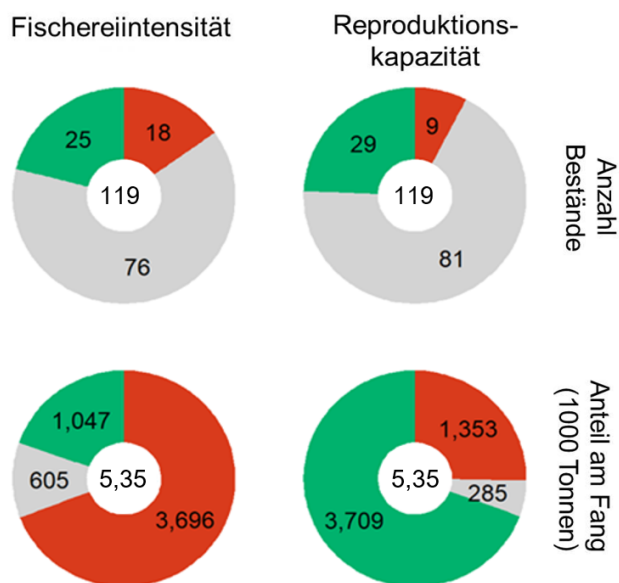 Fischereiintensität
Reproduktions-
kapazität
25
18
119
76
29
9
119
81
Anzahl
Bestände
1,047
605
5,35
3,696
1,353
5,35
285
3,709
Anteil am Fang
(1000 Tonnen)